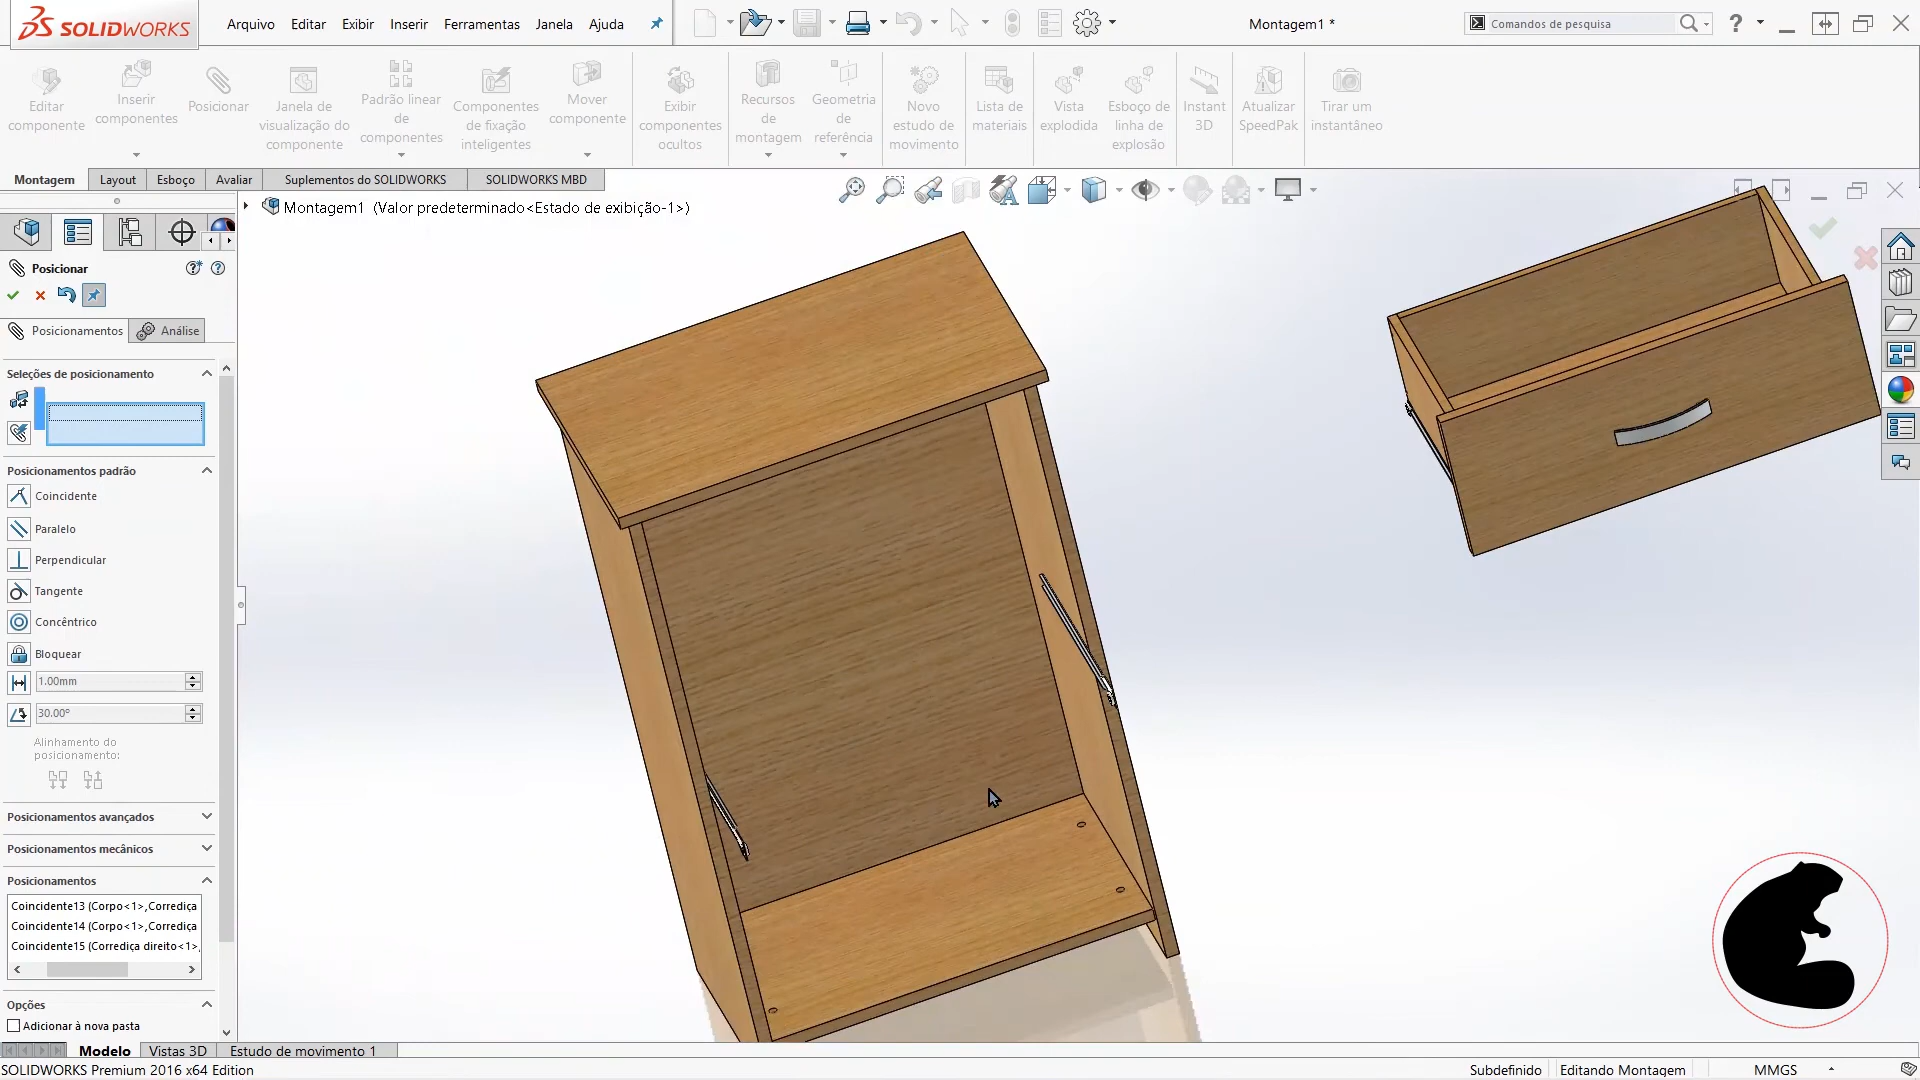 SOLIDWORKS
Arquivo Editar Exibir Inserir Ferramentas Janela Ajuda
Montagem1 *
Comandos de pesquisa
?
Editar componente
Inserir componentes
Posicionar
Janela de visualização do componente
Padrão linear de componentes
Componentes de fixação inteligentes
Mover componente
Exibir componentes ocultos
Recursos de montagem
Geometria de referência
Novo estudo de movimento
Lista de materiais
Vista explodida
Esboço de linha de explosão
Instant 3D
Atualizar SpeedPak
Tirar um instantâneo
Montagem Layout Esboço Avaliar Suplementos do SOLIDWORKS SOLIDWORKS MBD
Montagem1 (Valor predeterminado<Estado de exibição-1>)
Posicionar
Posicionamentos Análise
Seleções de posicionamento
Posicionamentos padrão
Coincidente
Paralelo
Perpendicular
Tangente
Concêntrico
Bloquear
1.00mm
30.00°
Alinhamento do
posicionamento:
Posicionamentos avançados
Posicionamentos mecânicos
Posicionamentos
Coincidente13 (Corpo<1>,Corrediça
Coincidente14 (Corpo<1>,Corrediça
Coincidente15 (Corrediça direito<1>,
Opções
Adicionar à nova pasta
Modelo Vistas 3D Estudo de movimento 1
SOLIDWORKS Premium 2016 x64 Edition
Subdefinido Editando Montagem MMGS